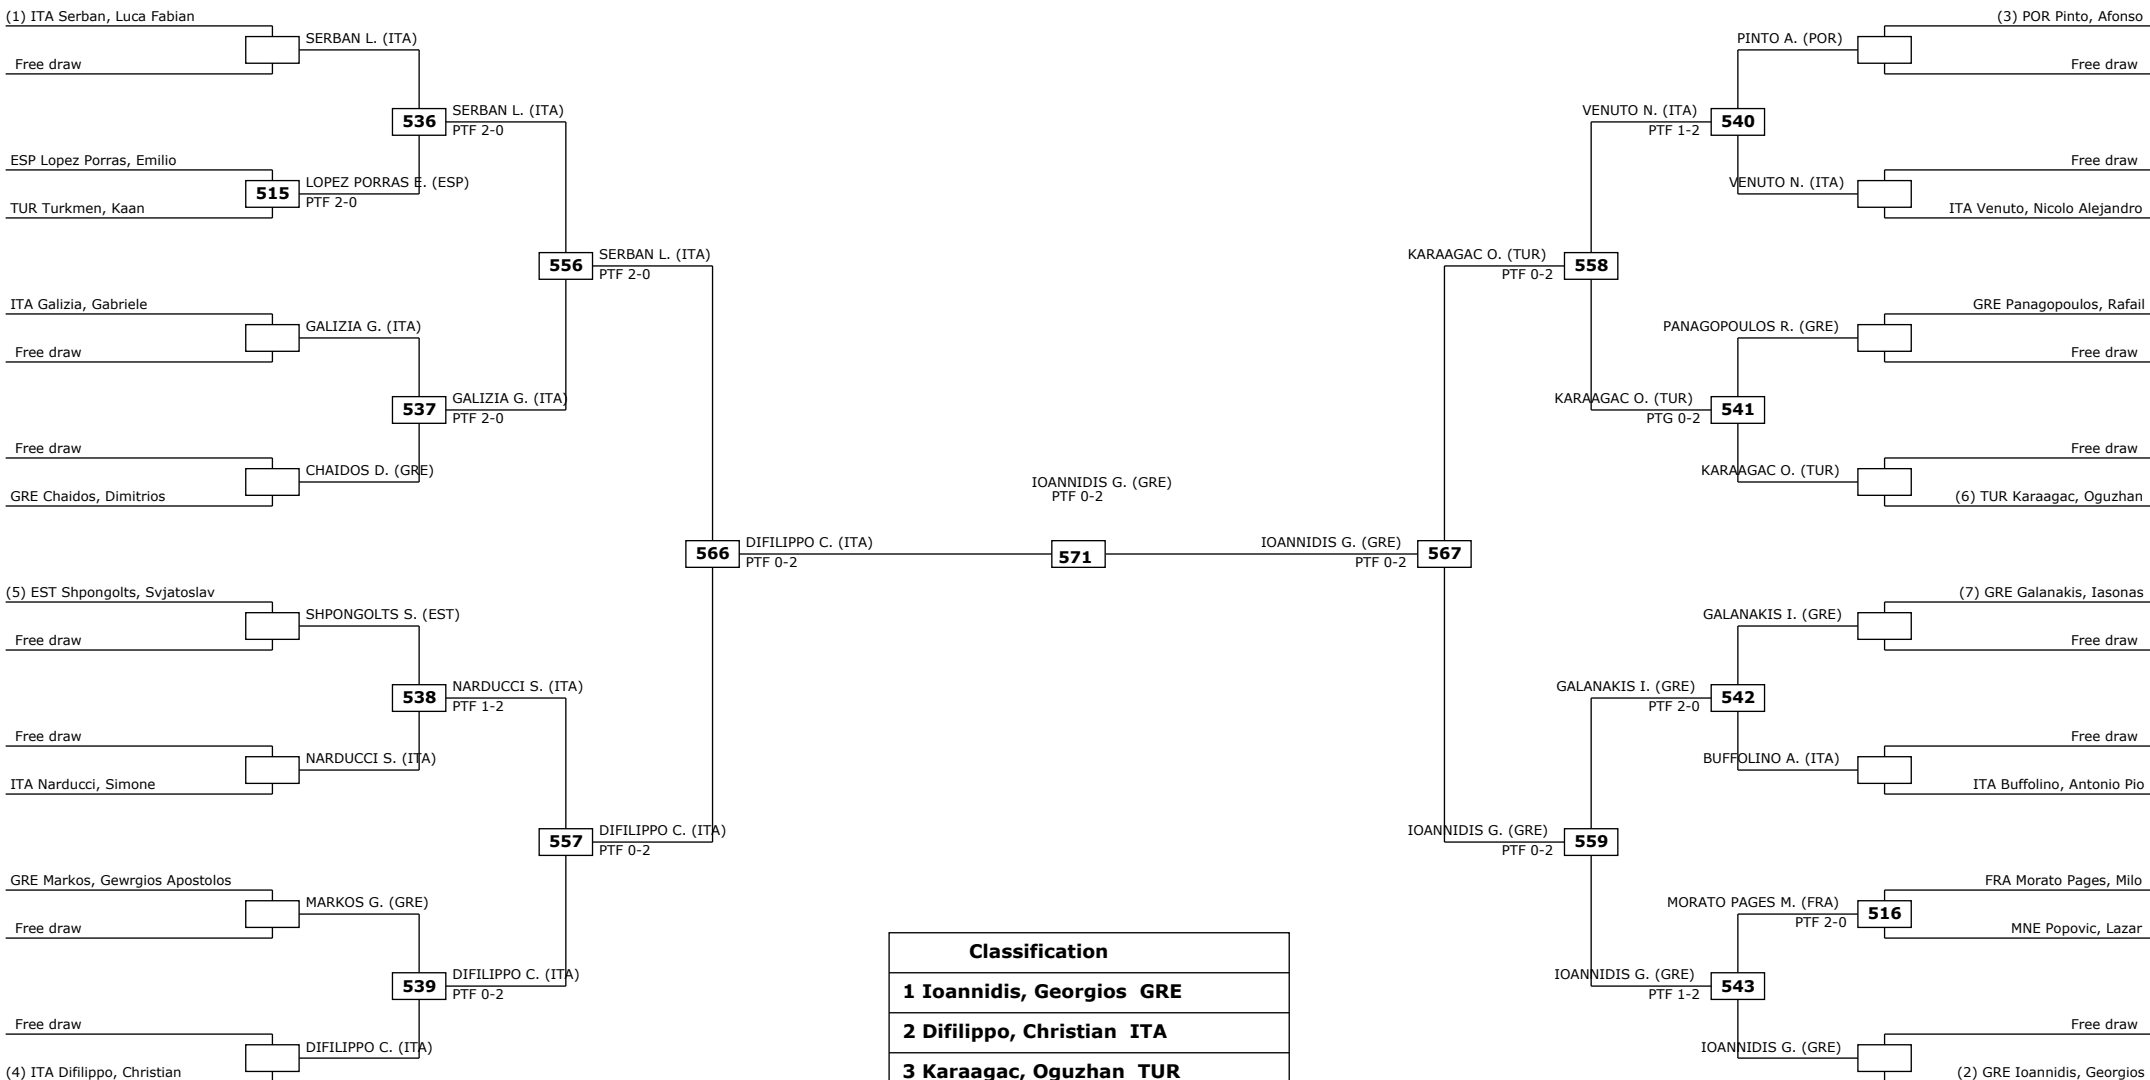 (1) ITA Serban, Luca Fabian
SERBAN L. (ITA)
Free draw
536
SERBAN L. (ITA)
PTF 2-0
ESP Lopez Porras, Emilio
515
LOPEZ PORRAS E. (ESP)
PTF 2-0
TUR Turkmen, Kaan
556
SERBAN L. (ITA)
PTF 2-0
ITA Galizia, Gabriele
GALIZIA G. (ITA)
Free draw
537
GALIZIA G. (ITA)
PTF 2-0
Free draw
CHAIDOS D. (GRE)
GRE Chaidos, Dimitrios
566
DIFILIPPO C. (ITA)
PTF 0-2
(5) EST Shpongolts, Svjatoslav
SHPONGOLTS S. (EST)
Free draw
538
NARDUCCI S. (ITA)
PTF 1-2
Free draw
NARDUCCI S. (ITA)
ITA Narducci, Simone
557
DIFILIPPO C. (ITA)
PTF 0-2
GRE Markos, Gewrgios Apostolos
MARKOS G. (GRE)
Free draw
539
DIFILIPPO C. (ITA)
PTF 0-2
Free draw
DIFILIPPO C. (ITA)
(4) ITA Difilippo, Christian
IOANNIDIS G. (GRE)
PTF 0-2
571
(3) POR Pinto, Afonso
PINTO A. (POR)
Free draw
VENUTO N. (ITA)
PTF 1-2
540
Free draw
VENUTO N. (ITA)
ITA Venuto, Nicolo Alejandro
KARAAGAC O. (TUR)
PTF 0-2
558
GRE Panagopoulos, Rafail
PANAGOPOULOS R. (GRE)
Free draw
KARAAGAC O. (TUR)
PTG 0-2
541
Free draw
KARAAGAC O. (TUR)
(6) TUR Karaagac, Oguzhan
IOANNIDIS G. (GRE)
PTF 0-2
567
(7) GRE Galanakis, Iasonas
GALANAKIS I. (GRE)
Free draw
GALANAKIS I. (GRE)
PTF 2-0
542
Free draw
BUFFOLINO A. (ITA)
ITA Buffolino, Antonio Pio
IOANNIDIS G. (GRE)
PTF 0-2
559
FRA Morato Pages, Milo
MORATO PAGES M. (FRA)
PTF 2-0
516
MNE Popovic, Lazar
IOANNIDIS G. (GRE)
PTF 1-2
543
Free draw
IOANNIDIS G. (GRE)
(2) GRE Ioannidis, Georgios
Classification
1 Ioannidis, Georgios GRE
2 Difilippo, Christian ITA
3 Karaagac, Oguzhan TUR